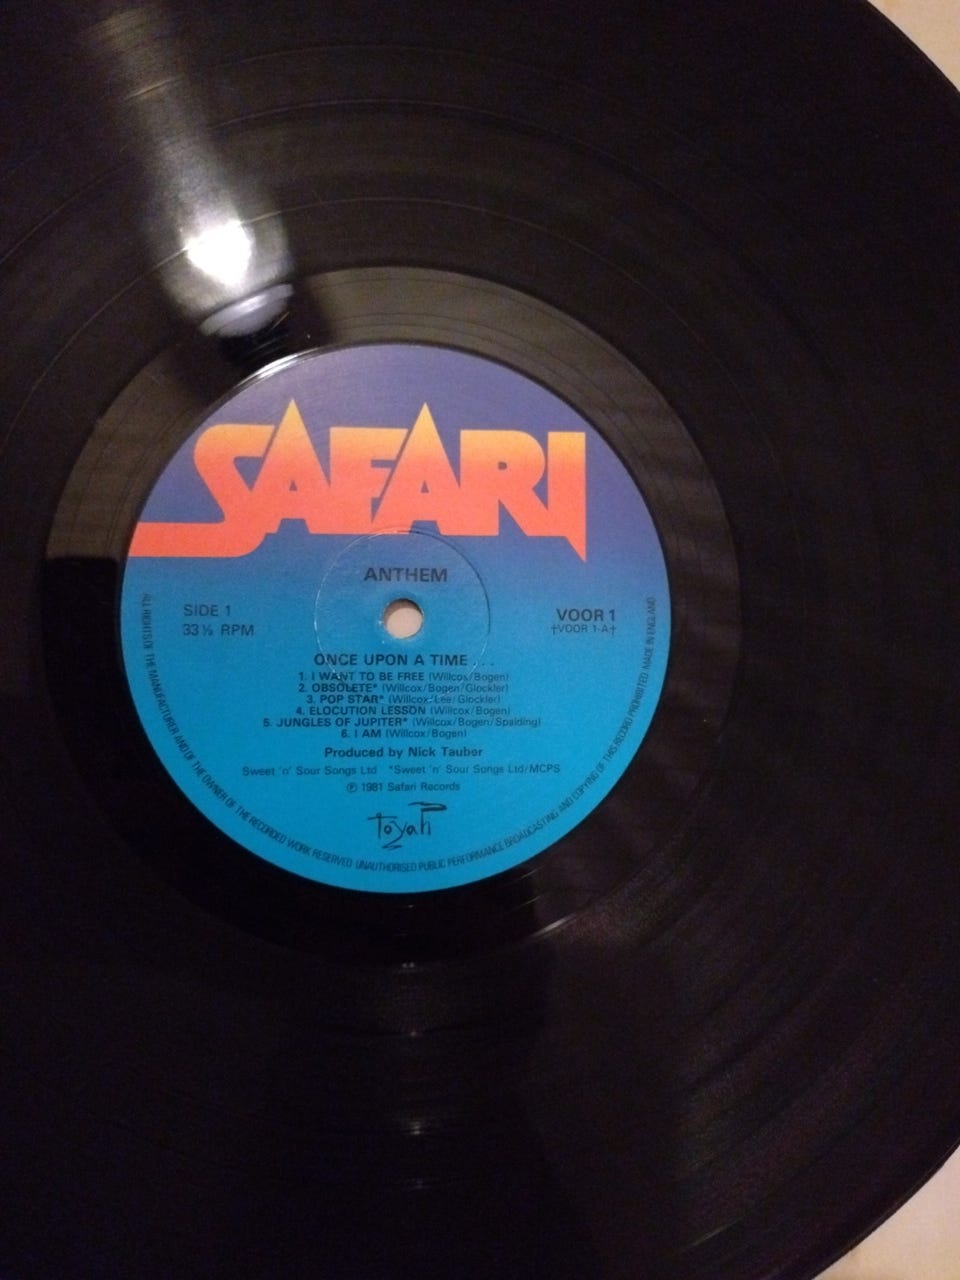 SAFARI
ANTHEM
SIDE 1
33 ⅓ RPM
VOOR 1
†VOOR 1-A†
ONCE UPON A TIME . . .
1. I WANT TO BE FREE (Willcox/Bogen)
2. OBSOLETE* (Willcox/Bogen/Glockler)
3. POP STAR* (Willcox/Lee/Glockler)
4. ELOCUTION LESSON (Willcox/Bogen)
5. JUNGLES OF JUPITER* (Willcox/Bogen/Spalding)
6. I AM (Willcox/Bogen)
Produced by Nick Tauber
Sweet 'n' Sour Songs Ltd *Sweet 'n' Sour Songs Ltd/MCPS
℗ 1981 Safari Records
toyah
ALL RIGHTS OF THE MANUFACTURER AND OF THE OWNER OF THE RECORDED WORK RESERVED UNAUTHORISED PUBLIC PERFORMANCE BROADCASTING AND COPYING OF THIS RECORD PROHIBITED MADE IN ENGLAND